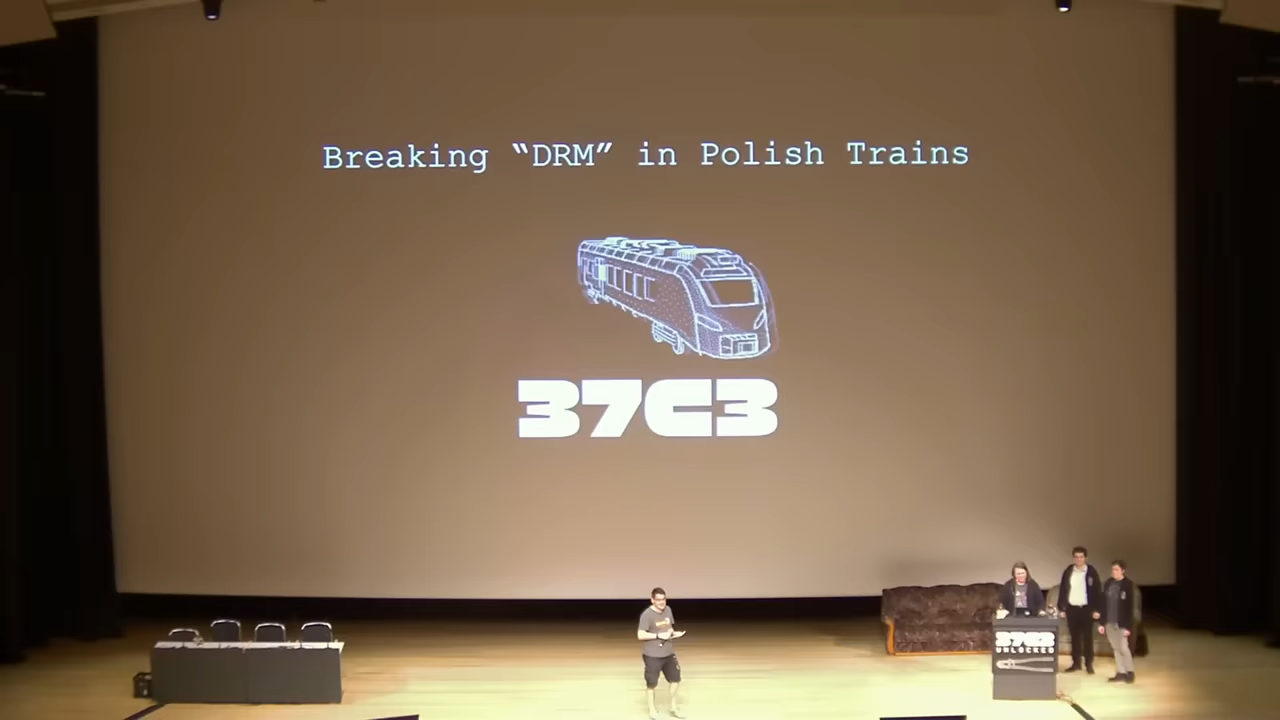 Breaking “DRM” in Polish Trains
37C3
37C3
UNLOCKED